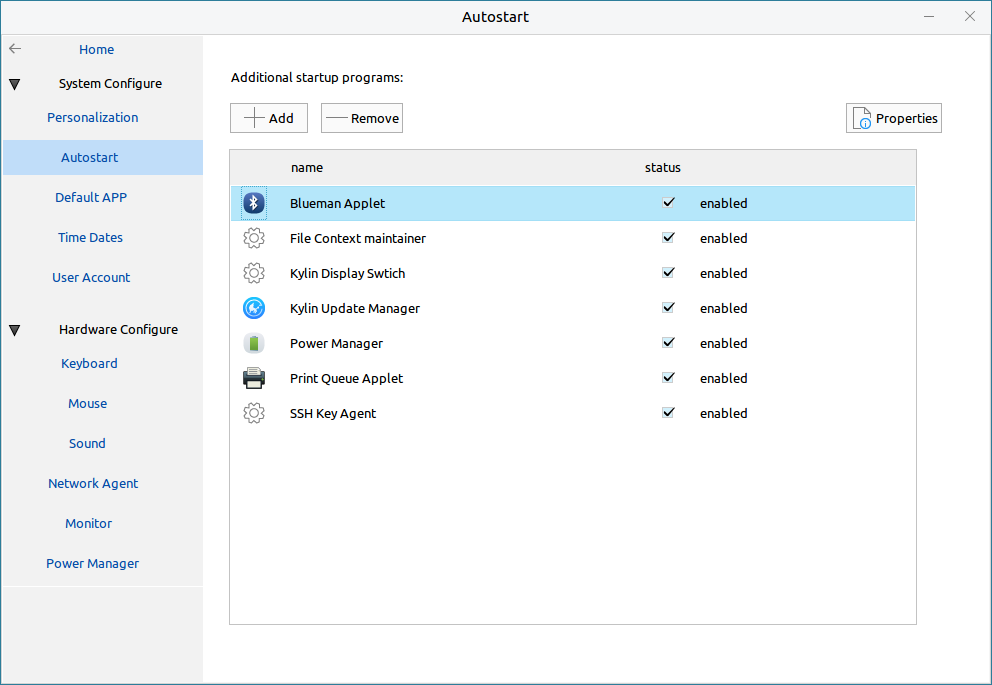 Autostart
Home
System Configure
Personalization
Autostart
Default APP
Time Dates
User Account
Hardware Configure
Keyboard
Mouse
Sound
Network Agent
Monitor
Power Manager
Additional startup programs:
Add Remove Properties
name status
Blueman Applet enabled
File Context maintainer enabled
Kylin Display Swtich enabled
Kylin Update Manager enabled
Power Manager enabled
Print Queue Applet enabled
SSH Key Agent enabled